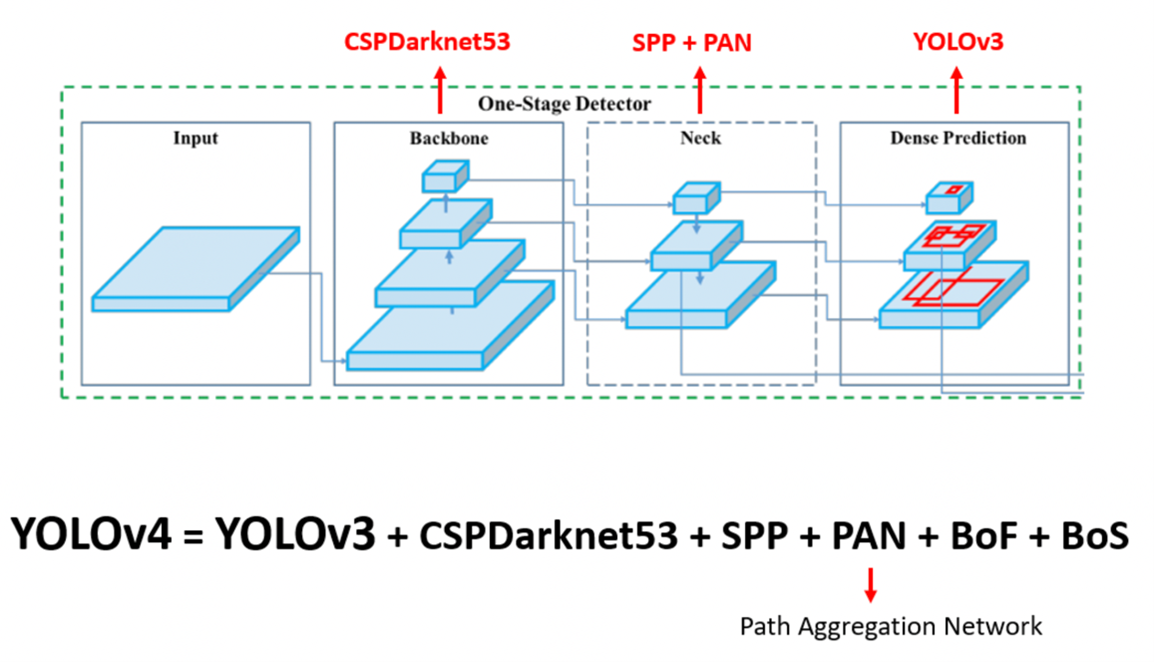 CSPDarknet53 SPP + PAN YOLOv3
One-Stage Detector
Input Backbone Neck Dense Prediction
YOLOv4 = YOLOv3 + CSPDarknet53 + SPP + PAN + BoF + BoS
Path Aggregation Network